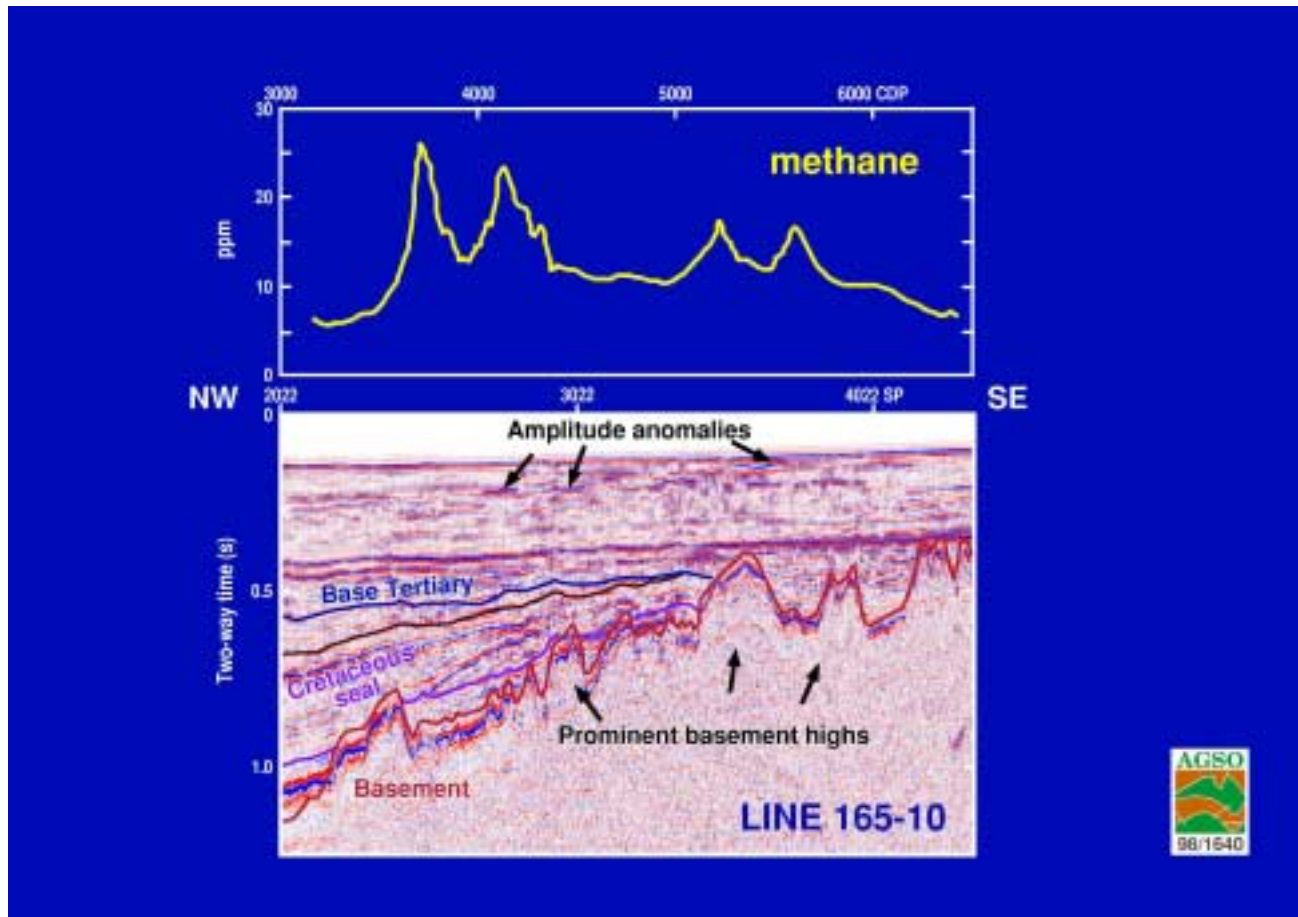 3000 4000 5000 6000 CDP
30
methane
20
ppm
10
0
NW 2022 3022 4022 SP SE
0
Amplitude anomalies
Two-way time (s)
0.5
Base Tertiary
Cretaceous
seal
Prominent basement highs
1.0
Basement
LINE 165-10
AGSO
98/1640